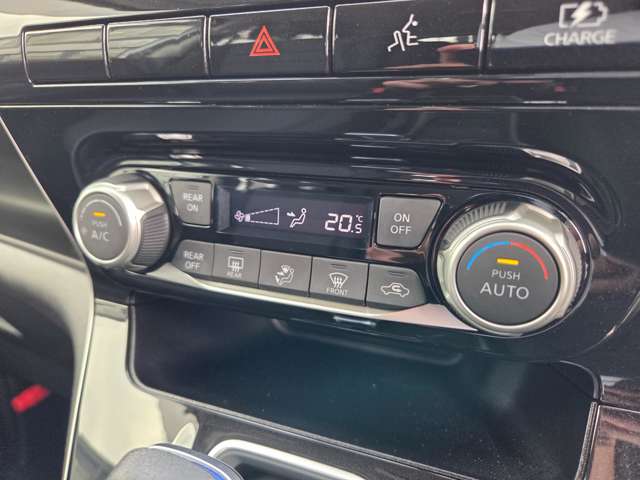 CHARGE
REAR
ON
20.5
°C
ON
OFF
PUSH
A/C
REAR
OFF
REAR
FRONT
PUSH
AUTO